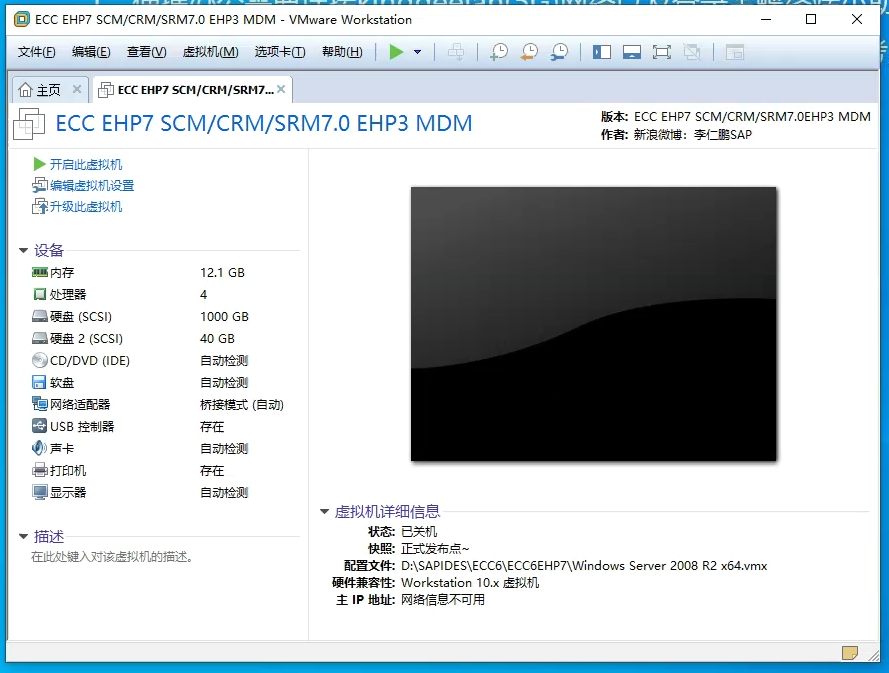 ECC EHP7 SCM/CRM/SRM7.0 EHP3 MDM - VMware Workstation
文件(F) 编辑(E) 查看(V) 虚拟机(M) 选项卡(T) 帮助(H)
主页 ECC EHP7 SCM/CRM/SRM7...
ECC EHP7 SCM/CRM/SRM7.0 EHP3 MDM
版本: ECC EHP7 SCM/CRM/SRM7.0EHP3 MDM
作者: 新浪微博：李仁鹏SAP
开启此虚拟机
编辑虚拟机设置
升级此虚拟机
设备
内存 12.1 GB
处理器 4
硬盘 (SCSI) 1000 GB
硬盘 2 (SCSI) 40 GB
CD/DVD (IDE) 自动检测
软盘 自动检测
网络适配器 桥接模式 (自动)
USB 控制器 存在
声卡 自动检测
打印机 存在
显示器 自动检测
描述
在此处键入对该虚拟机的描述。
虚拟机详细信息
状态: 已关机
快照: 正式发布点~
配置文件: D:\SAPIDES\ECC6\ECC6EHP7\Windows Server 2008 R2 x64.vmx
硬件兼容性: Workstation 10.x 虚拟机
主 IP 地址: 网络信息不可用